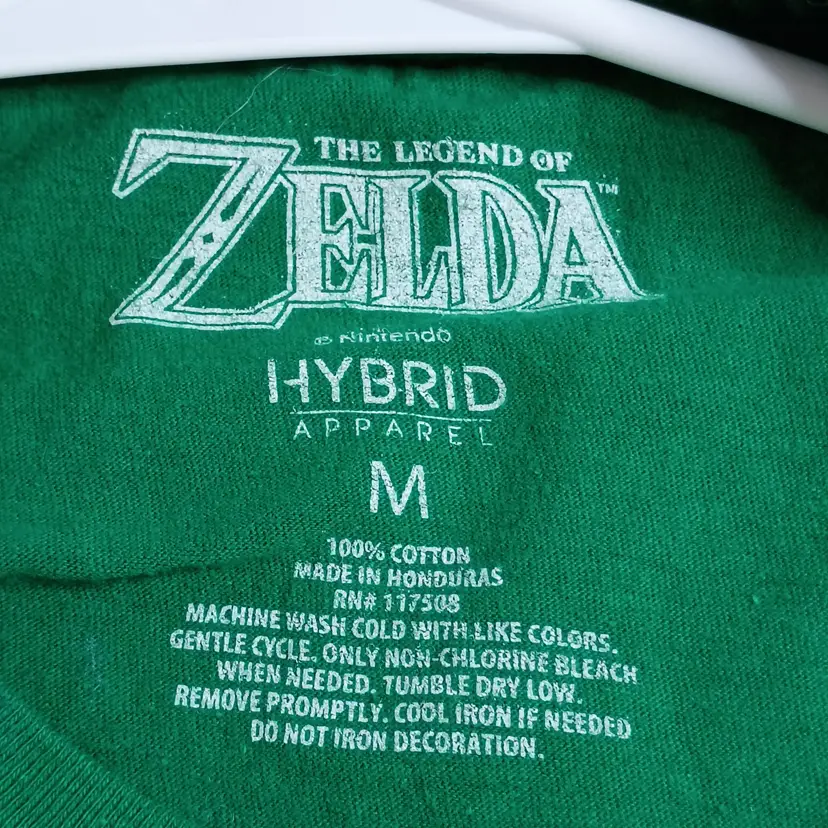 THE LEGEND OF
ZELDA™
© Nintendo
HYBRID
APPAREL
M
100% COTTON
MADE IN HONDURAS
RN# 117508
MACHINE WASH COLD WITH LIKE COLORS.
GENTLE CYCLE. ONLY NON-CHLORINE BLEACH
WHEN NEEDED. TUMBLE DRY LOW.
REMOVE PROMPTLY. COOL IRON IF NEEDED
DO NOT IRON DECORATION.